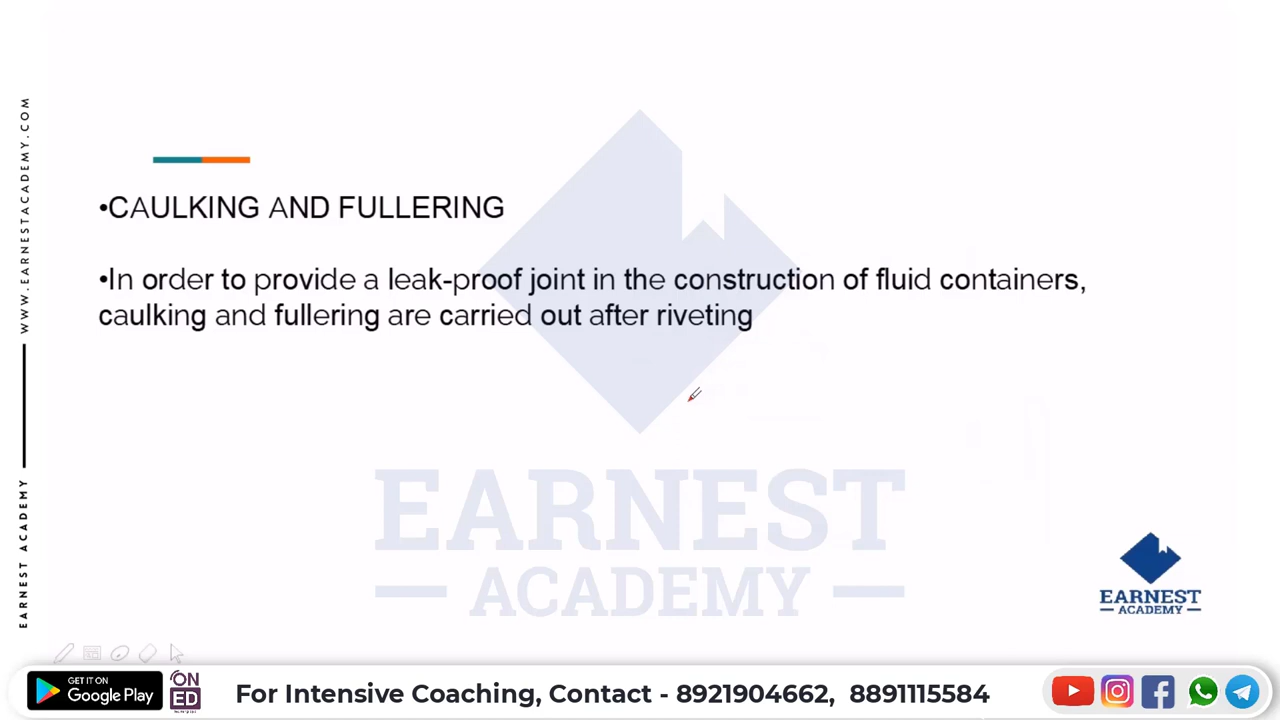 WWW.EARNESTACADEMY.COM
EARNEST ACADEMY
•CAULKING AND FULLERING
•In order to provide a leak-proof joint in the construction of fluid containers,
caulking and fullering are carried out after riveting
EARNEST
ACADEMY
EARNEST
ACADEMY
GET IT ON
Google Play
ON
ED
For Intensive Coaching, Contact - 8921904662, 8891115584